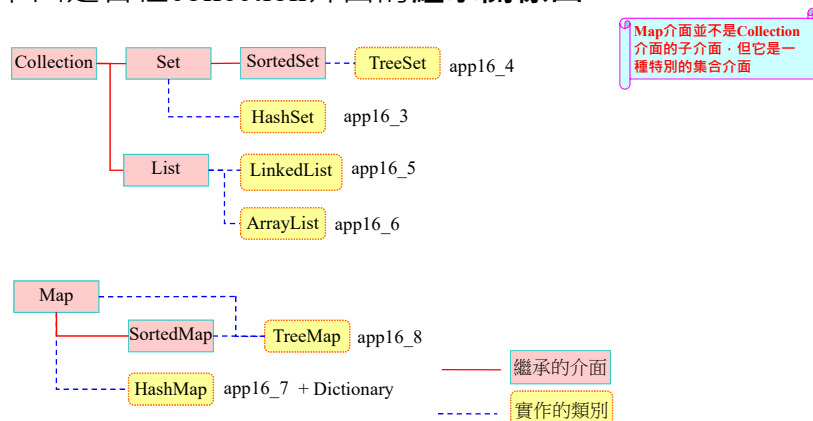 Map介面並不是Collection
介面的子介面,但它是一
種特別的集合介面
Collection
Set
SortedSet
TreeSet
app16_4
HashSet
app16_3
List
LinkedList
app16_5
ArrayList
app16_6
Map
SortedMap
TreeMap
app16_8
HashMap
app16_7 + Dictionary
繼承的介面
實作的類別